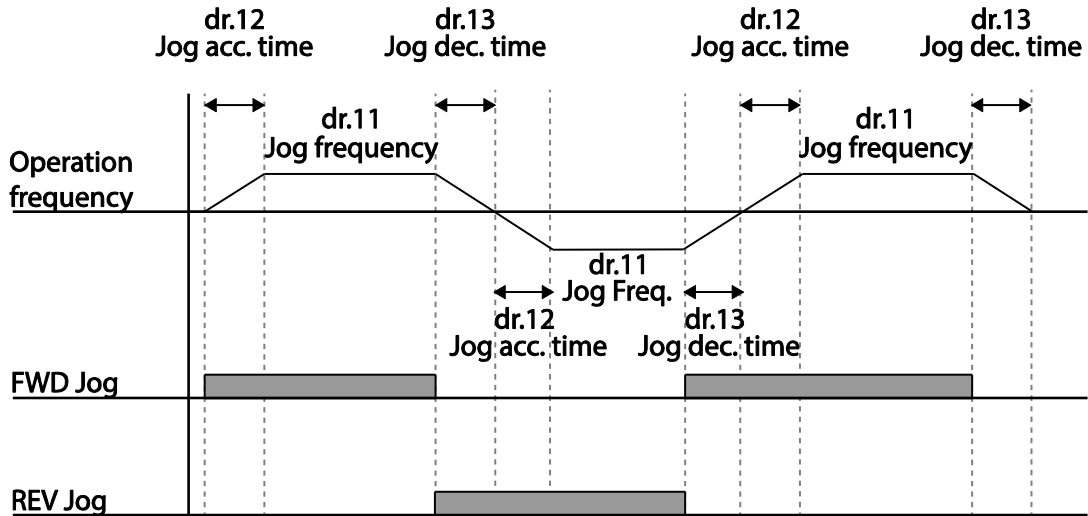 dr.12
Jog acc. time
dr.13
Jog dec. time
dr.12
Jog acc. time
dr.13
Jog dec. time
dr.11
Jog frequency
dr.11
Jog frequency
Operation
frequency
dr.11
Jog Freq.
dr.12
Jog acc. time
dr.13
Jog dec. time
FWD Jog
REV Jog